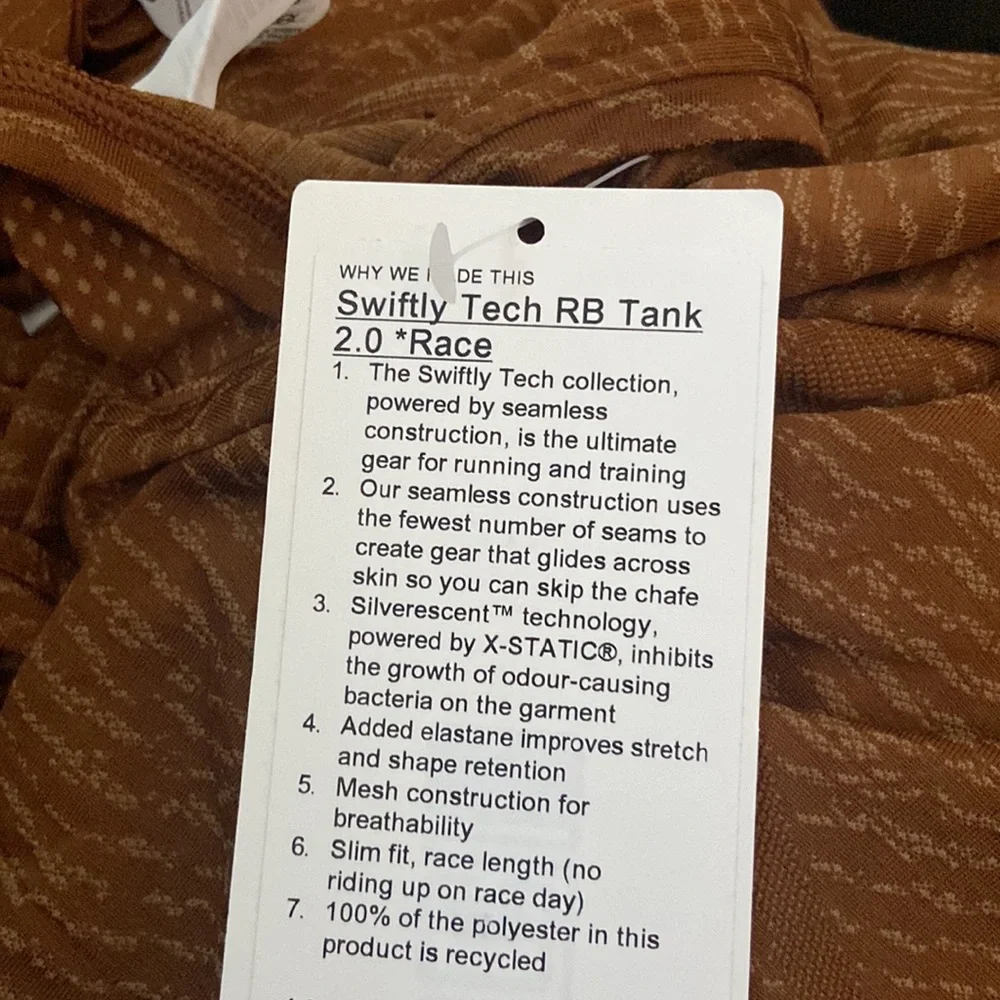 WHY WE DE THIS
Swiftly Tech RB Tank
2.0 *Race
1. The Swiftly Tech collection,
powered by seamless
construction, is the ultimate
gear for running and training
2. Our seamless construction uses
the fewest number of seams to
create gear that glides across
skin so you can skip the chafe
3. Silverescent™ technology,
powered by X-STATIC®, inhibits
the growth of odour-causing
bacteria on the garment
4. Added elastane improves stretch
and shape retention
5. Mesh construction for
breathability
6. Slim fit, race length (no
riding up on race day)
7. 100% of the polyester in this
product is recycled